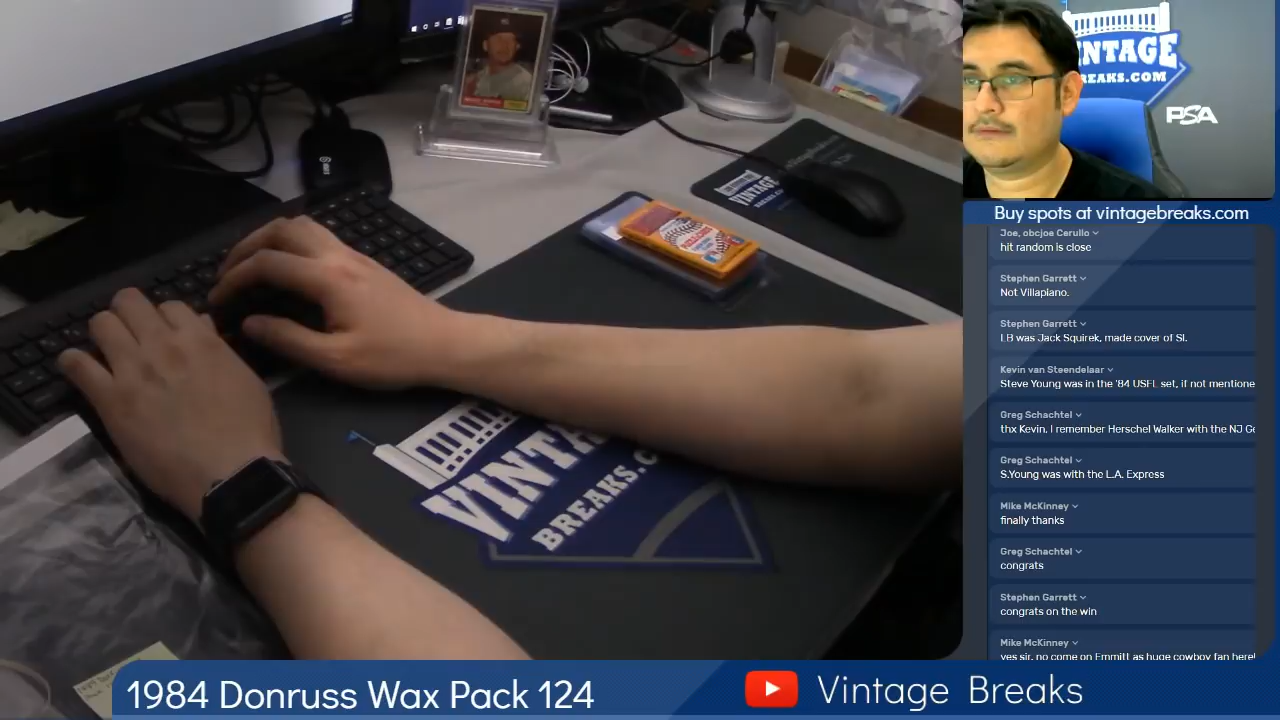 VINTAGE
BREAKS.COM
PSA
Buy spots at vintagebreaks.com
Joe, obcjoe Cerullo
hit random is close
Stephen Garrett
Not Villapiano.
Stephen Garrett
LB was Jack Squirek, made cover of SI.
Kevin van Steendelaar
Steve Young was in the '84 USFL set, if not mentione
Greg Schachtel
thx Kevin, I remember Herschel Walker with the NJ Ge
Greg Schachtel
S.Young was with the L.A. Express
Mike McKinney
finally thanks
Greg Schachtel
congrats
Stephen Garrett
congrats on the win
Mike McKinney
yes sir, no come on Emmitt as huge cowboy fan here!
VINTAGE
VINTA
BREAKS.C
1984 Donruss Wax Pack 124
Vintage Breaks